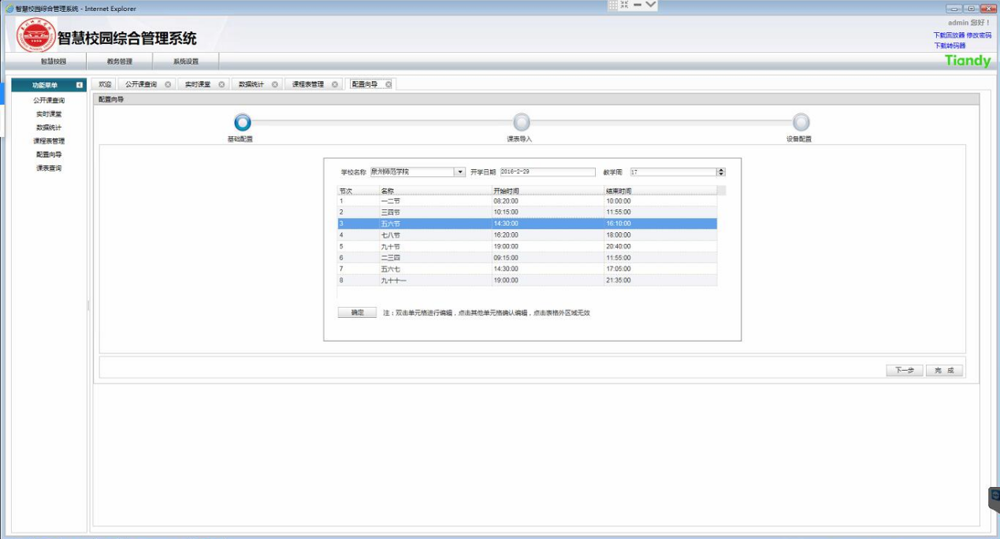 智慧校园综合管理系统 - Internet Explorer
admin 您好！
智慧校园综合管理系统
下载回放器 修改密码
下载转码器
Tiandy
智慧校园 教务管理 系统设置
功能菜单
公开课查询
实时课堂
数据统计
课程表管理
配置向导
课表查询
欢迎 公开课查询 实时课堂 数据统计 课程表管理 配置向导
配置向导
基础配置 课表导入 设备配置
学校名称 泉州师范学院 开学日期 2016-2-29 教学周 17
节次 名称 开始时间 结束时间
1 一二节 08:20:00 10:00:00
2 三四节 10:15:00 11:55:00
3 五六节 14:30:00 16:10:00
4 七八节 16:20:00 18:00:00
5 九十节 19:00:00 20:40:00
6 二三四 09:15:00 11:55:00
7 五六七 14:30:00 17:05:00
8 九十十一 19:00:00 21:35:00
确定 注：双击单元格进行编辑，点击其他单元格确认编辑，点击表格外区域无效
下一步 完 成